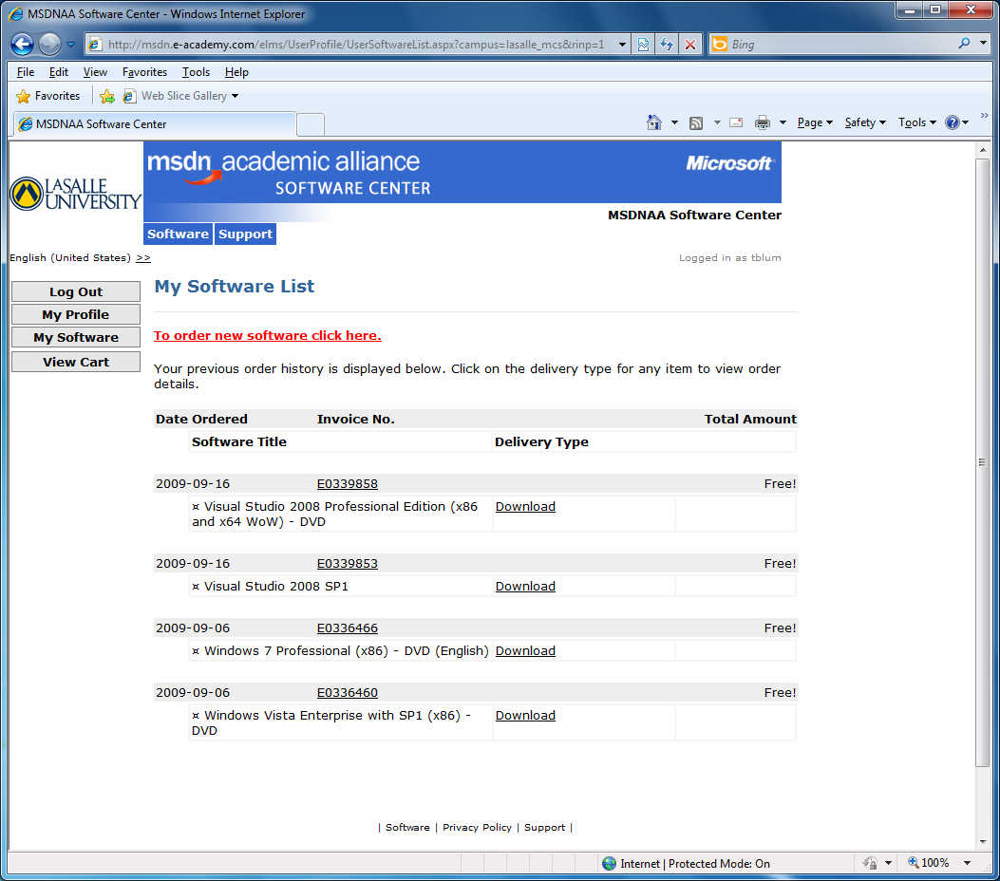 MSDNAA Software Center - Windows Internet Explorer
http://msdn.e-academy.com/elms/UserProfile/UserSoftwareList.aspx?campus=lasalle_mcs&rinp=1
Bing
File Edit View Favorites Tools Help
Favorites Web Slice Gallery
MSDNAA Software Center
Page Safety Tools »
LASALLE UNIVERSITY
msdn academic alliance
SOFTWARE CENTER
Microsoft
MSDNAA Software Center
Software Support
English (United States) >>
Logged in as tblum
Log Out
My Profile
My Software
View Cart
My Software List
To order new software click here.
Your previous order history is displayed below. Click on the delivery type for any item to view order
details.
Date Ordered Invoice No. Total Amount
Software Title Delivery Type
2009-09-16 E0339858 Free!
¤ Visual Studio 2008 Professional Edition (x86 Download
and x64 WoW) - DVD
2009-09-16 E0339853 Free!
¤ Visual Studio 2008 SP1 Download
2009-09-06 E0336466 Free!
¤ Windows 7 Professional (x86) - DVD (English) Download
2009-09-06 E0336460 Free!
¤ Windows Vista Enterprise with SP1 (x86) - Download
DVD
| Software | Privacy Policy | Support |
Internet | Protected Mode: On
100%